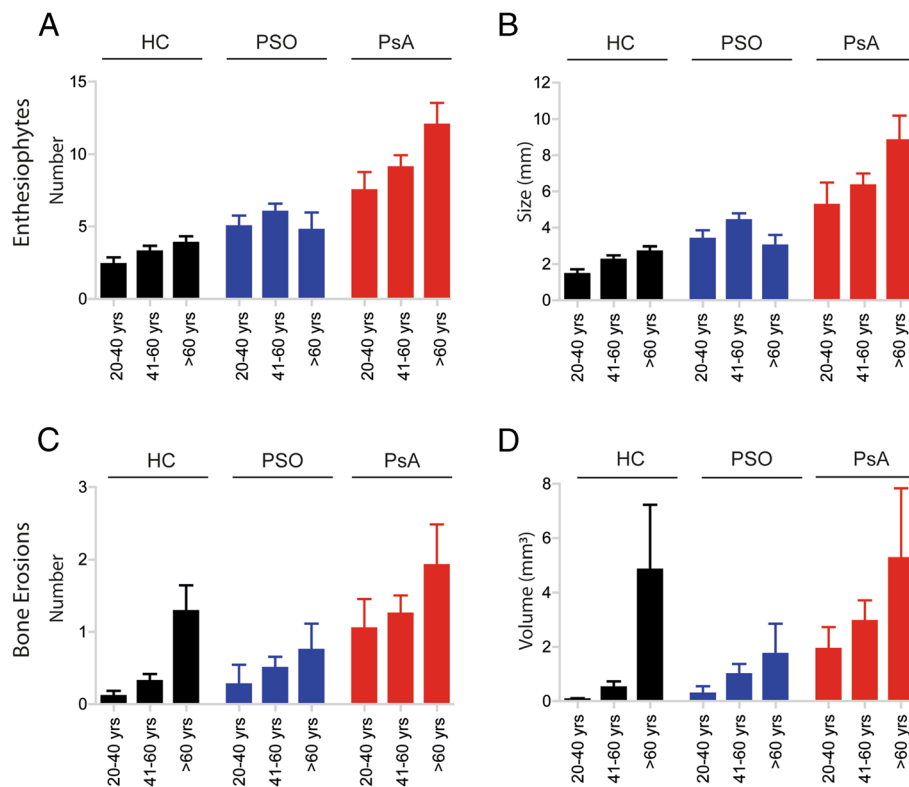 A
HC PSO PsA
Enthesiophytes
Number
15
10
5
0
20-40 yrs
41-60 yrs
>60 yrs
20-40 yrs
41-60 yrs
>60 yrs
20-40 yrs
41-60 yrs
>60 yrs
B
HC PSO PsA
Size (mm)
12
10
8
6
4
2
0
20-40 yrs
41-60 yrs
>60 yrs
20-40 yrs
41-60 yrs
>60 yrs
20-40 yrs
41-60 yrs
>60 yrs
C
HC PSO PsA
Bone Erosions
Number
3
2
1
0
20-40 yrs
41-60 yrs
>60 yrs
20-40 yrs
41-60 yrs
>60 yrs
20-40 yrs
41-60 yrs
>60 yrs
D
HC PSO PsA
Volume (mm³)
8
6
4
2
0
20-40 yrs
41-60 yrs
>60 yrs
20-40 yrs
41-60 yrs
>60 yrs
20-40 yrs
41-60 yrs
>60 yrs